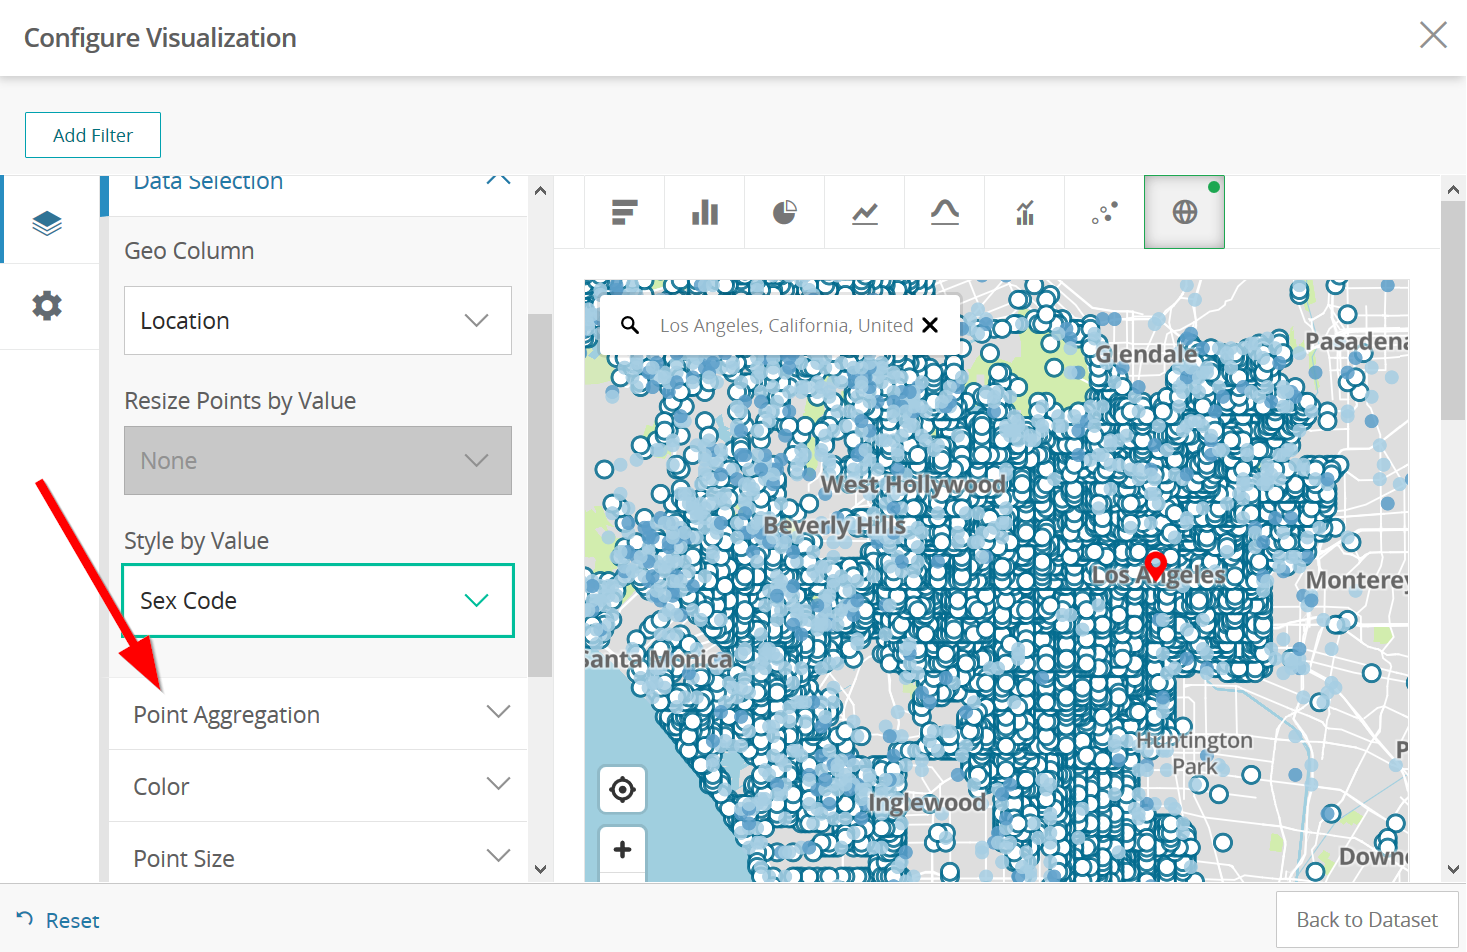 Configure Visualization
Add Filter
Data Selection
Geo Column
Location
Resize Points by Value
None
Style by Value
Sex Code
Point Aggregation
Color
Point Size
Los Angeles, California, United
Glendale
Pasadena
West Hollywood
Beverly Hills
Los Angeles
Monterey
Santa Monica
Huntington
Park
P
Inglewood
Downe
Reset
Back to Dataset